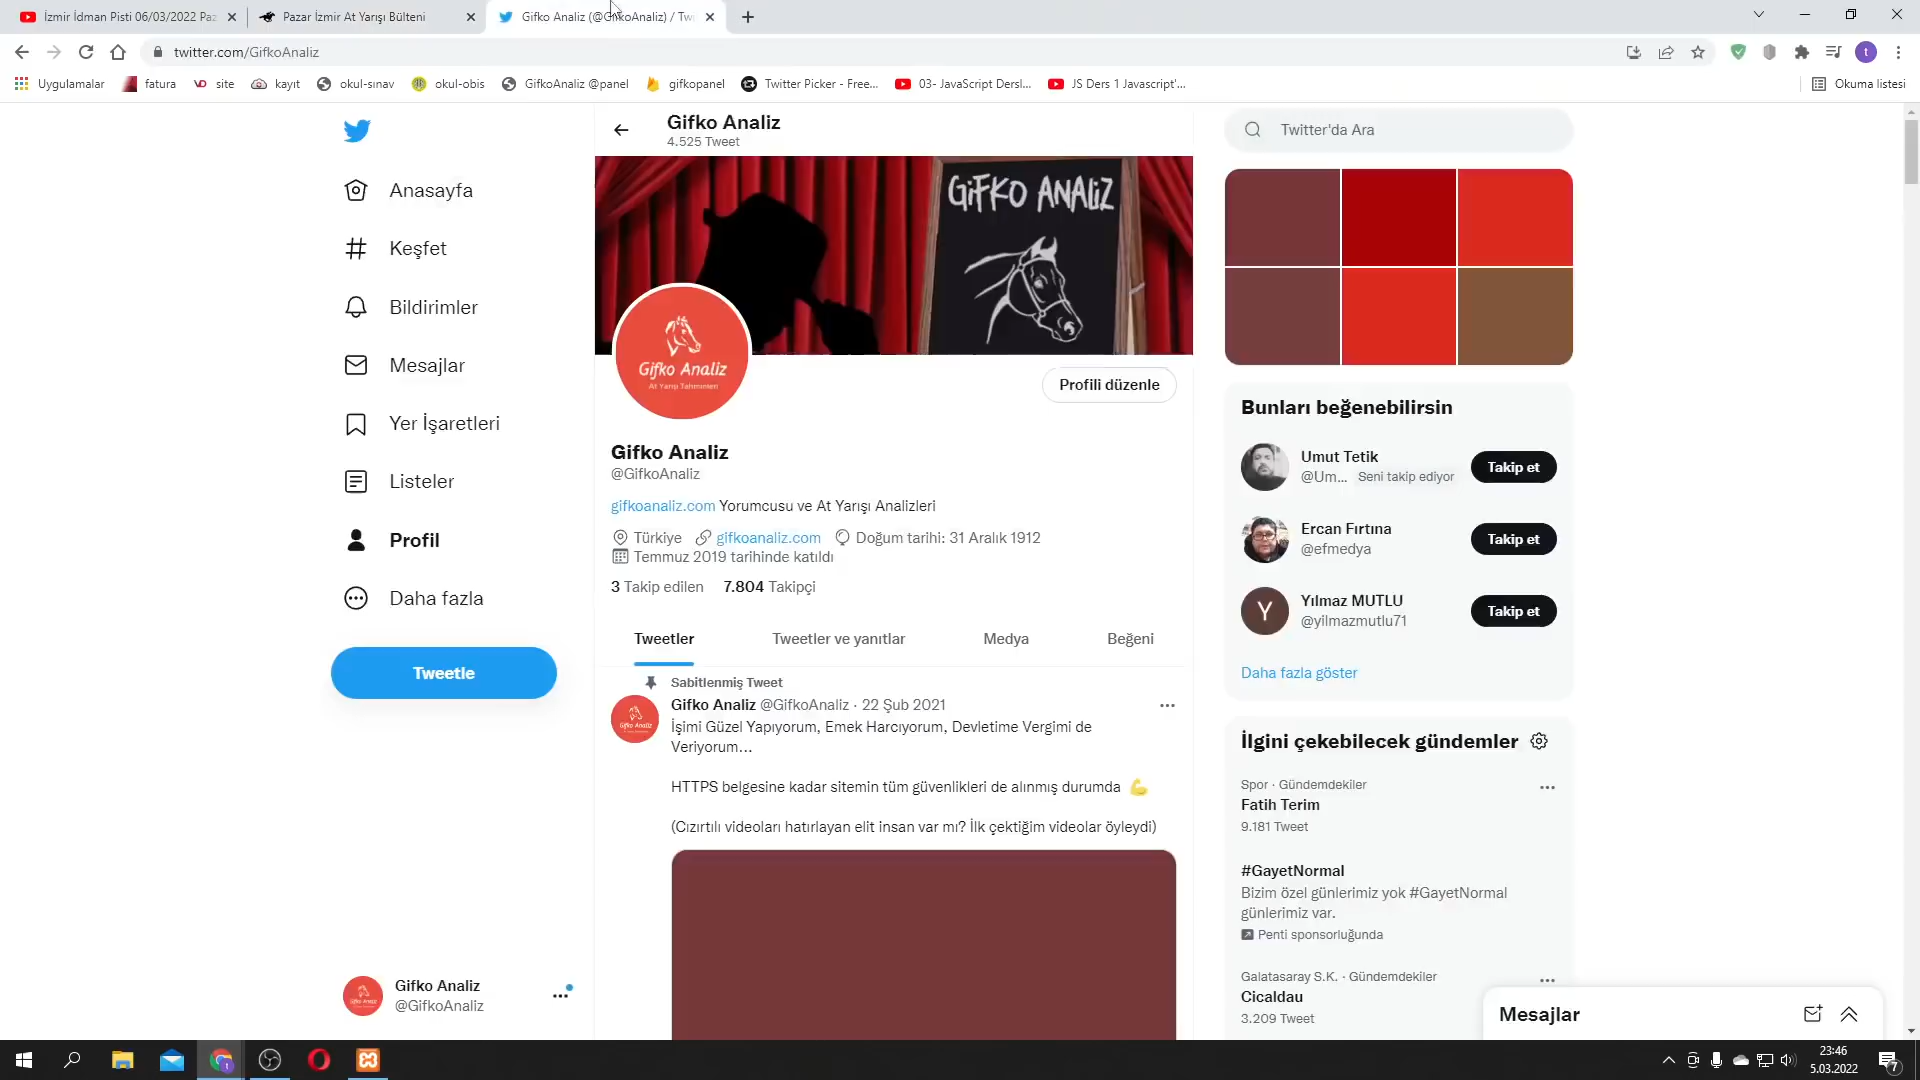 İzmir İdman Pisti 06/03/2022 Paz
Pazar İzmir At Yarışı Bülteni
Gifko Analiz (@GifkoAnaliz) / Tw
twitter.com/GifkoAnaliz
t
Uygulamalar
fatura
site
kayıt
okul-sınav
okul-obis
GifkoAnaliz @panel
gifkopanel
Twitter Picker - Free...
03- JavaScript Dersl...
JS Ders 1 Javascript'...
Okuma listesi
Anasayfa
Keşfet
Bildirimler
Mesajlar
Yer İşaretleri
Listeler
Profil
Daha fazla
Tweetle
Gifko Analiz
@GifkoAnaliz
Gifko Analiz
4.525 Tweet
GiFKO ANALiZ
Gifko Analiz
At Yarışı Tahminleri
Profili düzenle
Gifko Analiz
@GifkoAnaliz
gifkoanaliz.com Yorumcusu ve At Yarışı Analizleri
Türkiye gifkoanaliz.com Doğum tarihi: 31 Aralık 1912
Temmuz 2019 tarihinde katıldı
3 Takip edilen 7.804 Takipçi
Tweetler
Tweetler ve yanıtlar
Medya
Beğeni
Sabitlenmiş Tweet
Gifko Analiz @GifkoAnaliz · 22 Şub 2021
İşimi Güzel Yapıyorum, Emek Harcıyorum, Devletime Vergimi de
Veriyorum...
HTTPS belgesine kadar sitemin tüm güvenlikleri de alınmış durumda 💪
(Cızırtılı videoları hatırlayan elit insan var mı? İlk çektiğim videolar öyleydi)
Twitter'da Ara
Bunları beğenebilirsin
Umut Tetik
@Um... Seni takip ediyor
Takip et
Ercan Fırtına
@efmedya
Takip et
Y
Yılmaz MUTLU
@yilmazmutlu71
Takip et
Daha fazla göster
İlgini çekebilecek gündemler
Spor · Gündemdekiler
Fatih Terim
9.181 Tweet
#GayetNormal
Bizim özel günlerimiz yok #GayetNormal
günlerimiz var.
Penti sponsorluğunda
Galatasaray S.K. · Gündemdekiler
Cicaldau
3.209 Tweet
Mesajlar
23:46
5.03.2022
7